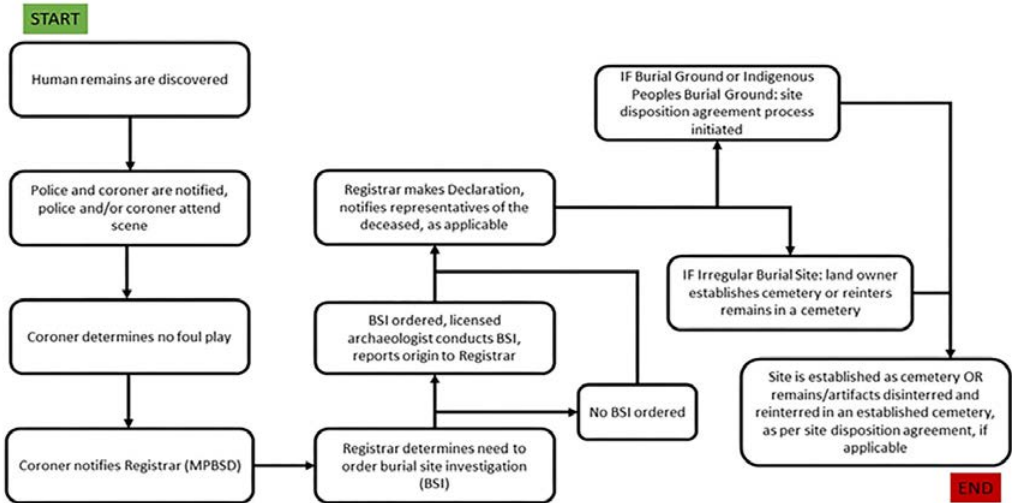 START
Human remains are discovered
Police and coroner are notified,
police and/or coroner attend
scene
Coroner determines no foul play
Coroner notifies Registrar (MPBSD)
Registrar determines need to
order burial site investigation
(BSI)
No BSI ordered
BSI ordered, licensed
archaeologist conducts BSI,
reports origin to Registrar
Registrar makes Declaration,
notifies representatives of the
deceased, as applicable
IF Burial Ground or Indigenous
Peoples Burial Ground: site
disposition agreement process
initiated
IF Irregular Burial Site: land owner
establishes cemetery or reinters
remains in a cemetery
Site is established as cemetery OR
remains/artifacts disinterred and
reinterred in an established cemetery,
as per site disposition agreement, if
applicable
END